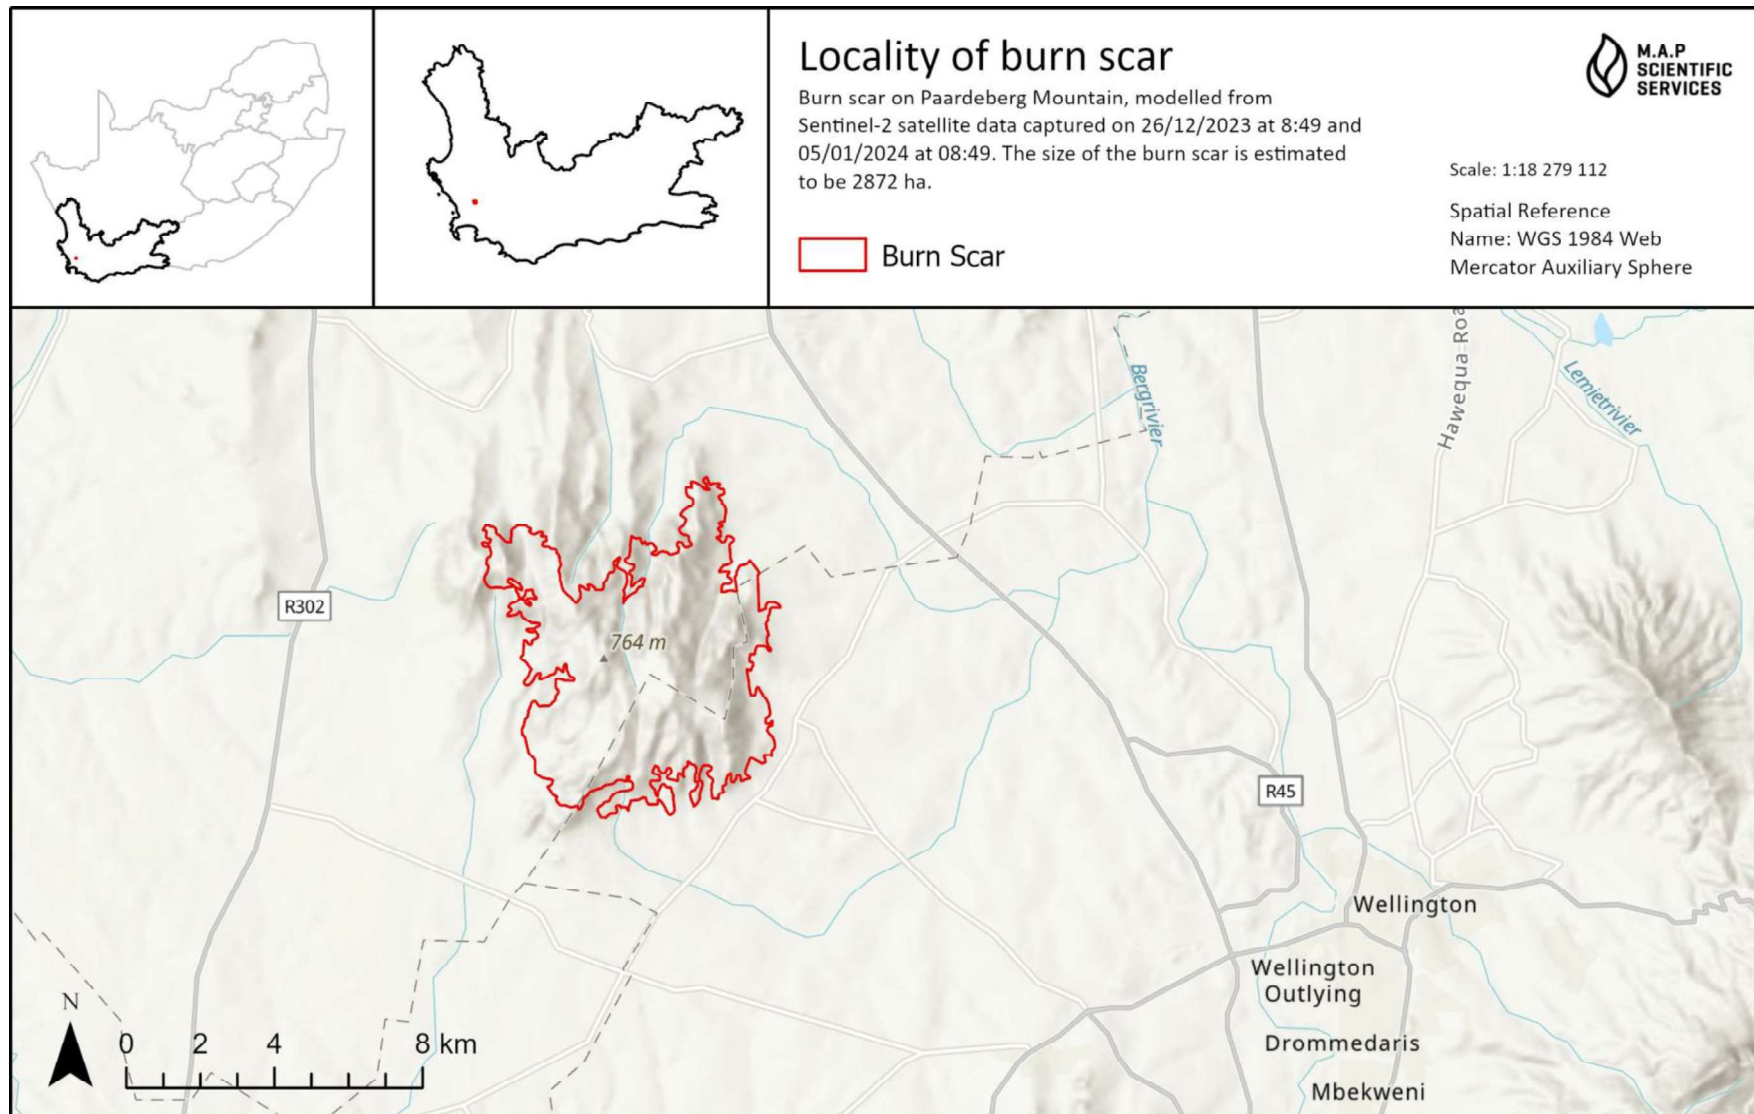 Locality of burn scar
Burn scar on Paardeberg Mountain, modelled from
Sentinel-2 satellite data captured on 26/12/2023 at 8:49 and
05/01/2024 at 08:49. The size of the burn scar is estimated
to be 2872 ha.
Burn Scar
M.A.P
SCIENTIFIC
SERVICES
Scale: 1:18 279 112
Spatial Reference
Name: WGS 1984 Web
Mercator Auxiliary Sphere
Hawequa Roa
Bergrivier
Lemietrivier
R302
764 m
R45
Wellington
Wellington
Outlying
Drommedaris
Mbekweni
N
0 2 4 8 km